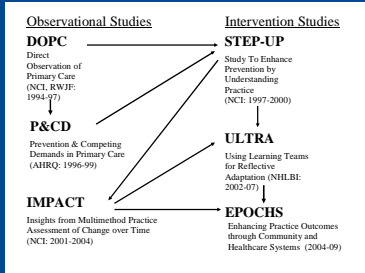 Observational Studies
DOPC
Direct
Observation of
Primary Care
(NCI, RWJF:
1994-97)
P&CD
Prevention & Competing
Demands in Primary Care
(AHRQ: 1996-99)
IMPACT
Insights from Multimethod Practice
Assessment of Change over Time
(NCI: 2001-2004)
Intervention Studies
STEP-UP
Study To Enhance
Prevention by
Understanding
Practice
(NCI: 1997-2000)
ULTRA
Using Learning Teams
for Reflective
Adaptation (NHLBI:
2002-07)
EPOCHS
Enhancing Practice Outcomes
through Community and
Healthcare Systems (2004-09)